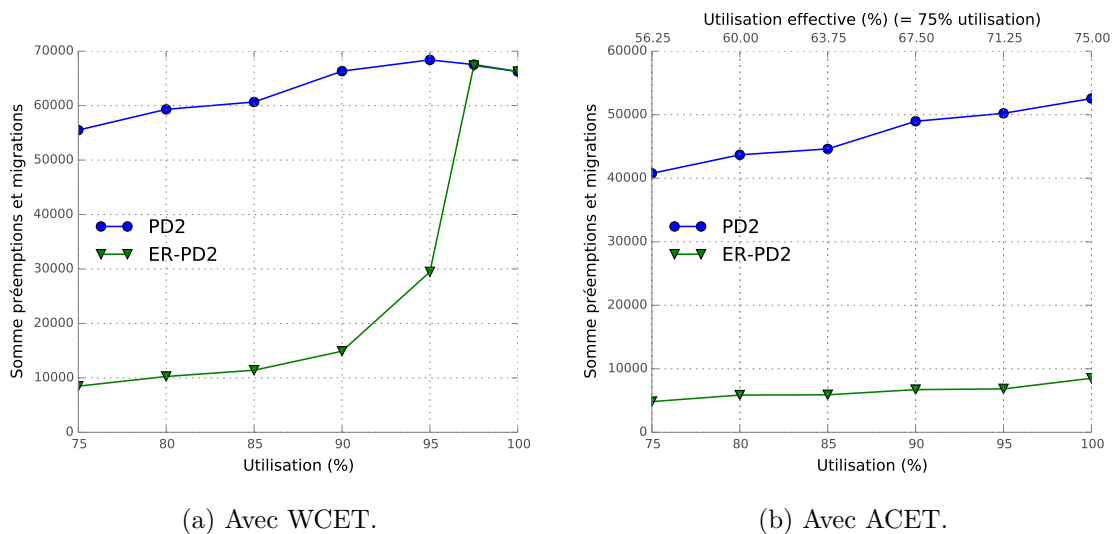 Utilisation effective (%) (= 75% utilisation)
56.25 60.00 63.75 67.50 71.25 75.00
70000
60000
50000
40000
30000
20000
10000
0
Somme préemptions et migrations
PD2
ER-PD2
75 80 85 90 95 100
Utilisation (%)
(a) Avec WCET.
60000
50000
40000
30000
20000
10000
0
Somme préemptions et migrations
PD2
ER-PD2
75 80 85 90 95 100
Utilisation (%)
(b) Avec ACET.